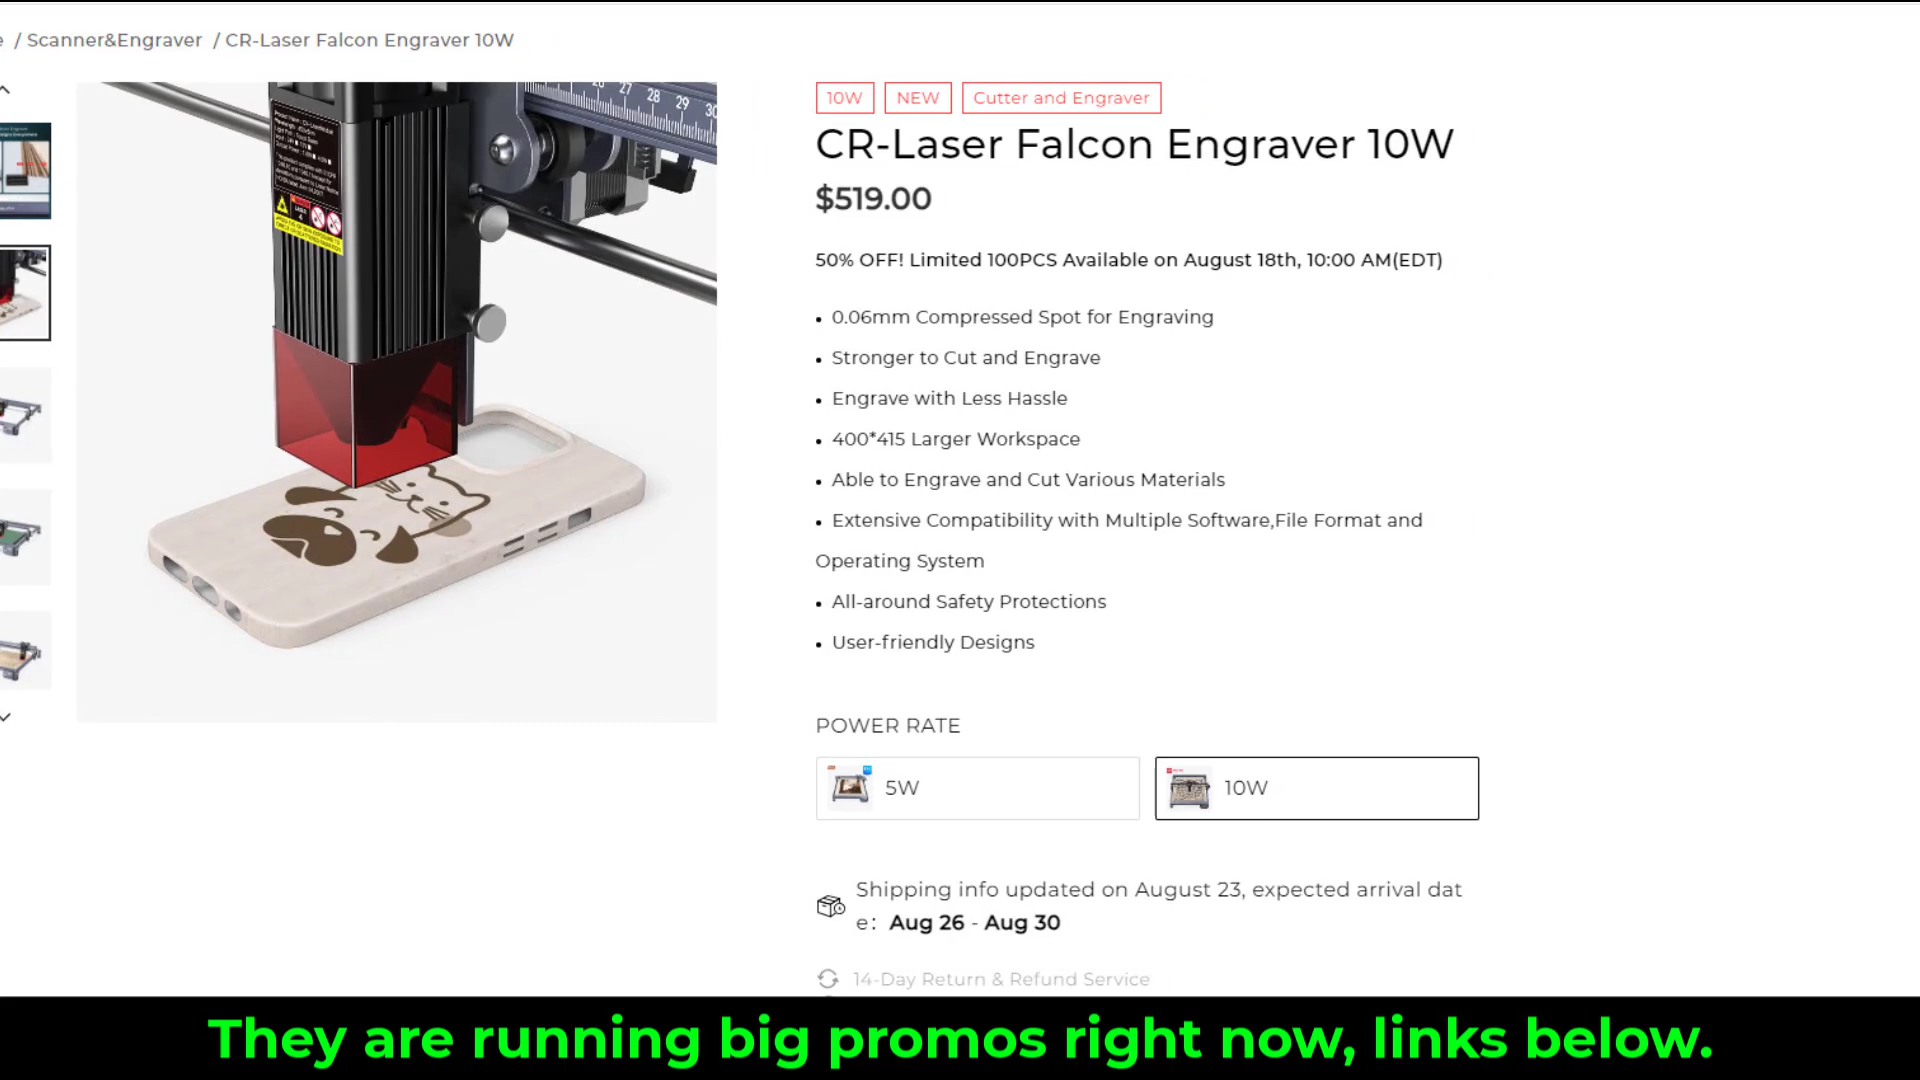 / Scanner&Engraver / CR-Laser Falcon Engraver 10W
27 28 29
10W NEW Cutter and Engraver
CR-Laser Falcon Engraver 10W
$519.00
50% OFF! Limited 100PCS Available on August 18th, 10:00 AM(EDT)
• 0.06mm Compressed Spot for Engraving
• Stronger to Cut and Engrave
• Engrave with Less Hassle
• 400*415 Larger Workspace
• Able to Engrave and Cut Various Materials
• Extensive Compatibility with Multiple Software,File Format and
Operating System
• All-around Safety Protections
• User-friendly Designs
POWER RATE
5W 10W
Shipping info updated on August 23, expected arrival dat
e: Aug 26 - Aug 30
14-Day Return & Refund Service
They are running big promos right now, links below.